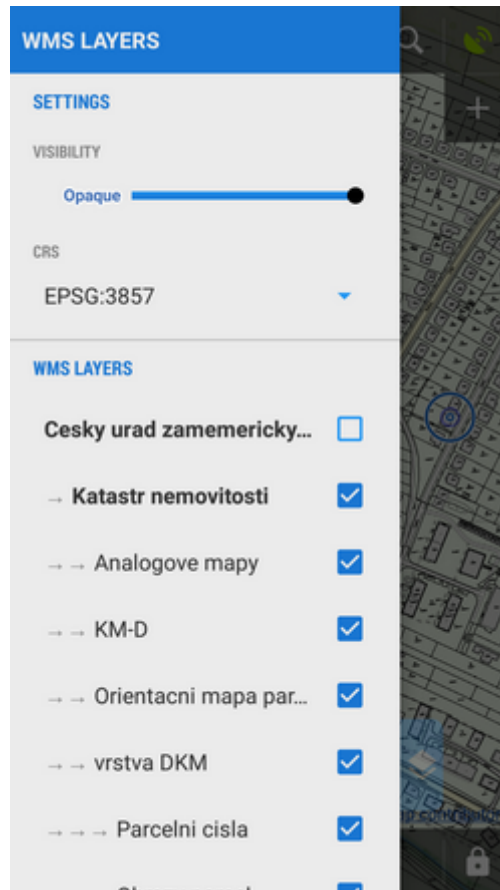 WMS LAYERS
SETTINGS
VISIBILITY
Opaque
CRS
EPSG:3857
WMS LAYERS
Cesky urad zamemericky...
→ Katastr nemovitosti
→ → Analogove mapy
→ → KM-D
→ → Orientacni mapa par...
→ → vrstva DKM
→ → → Parcelni cisla